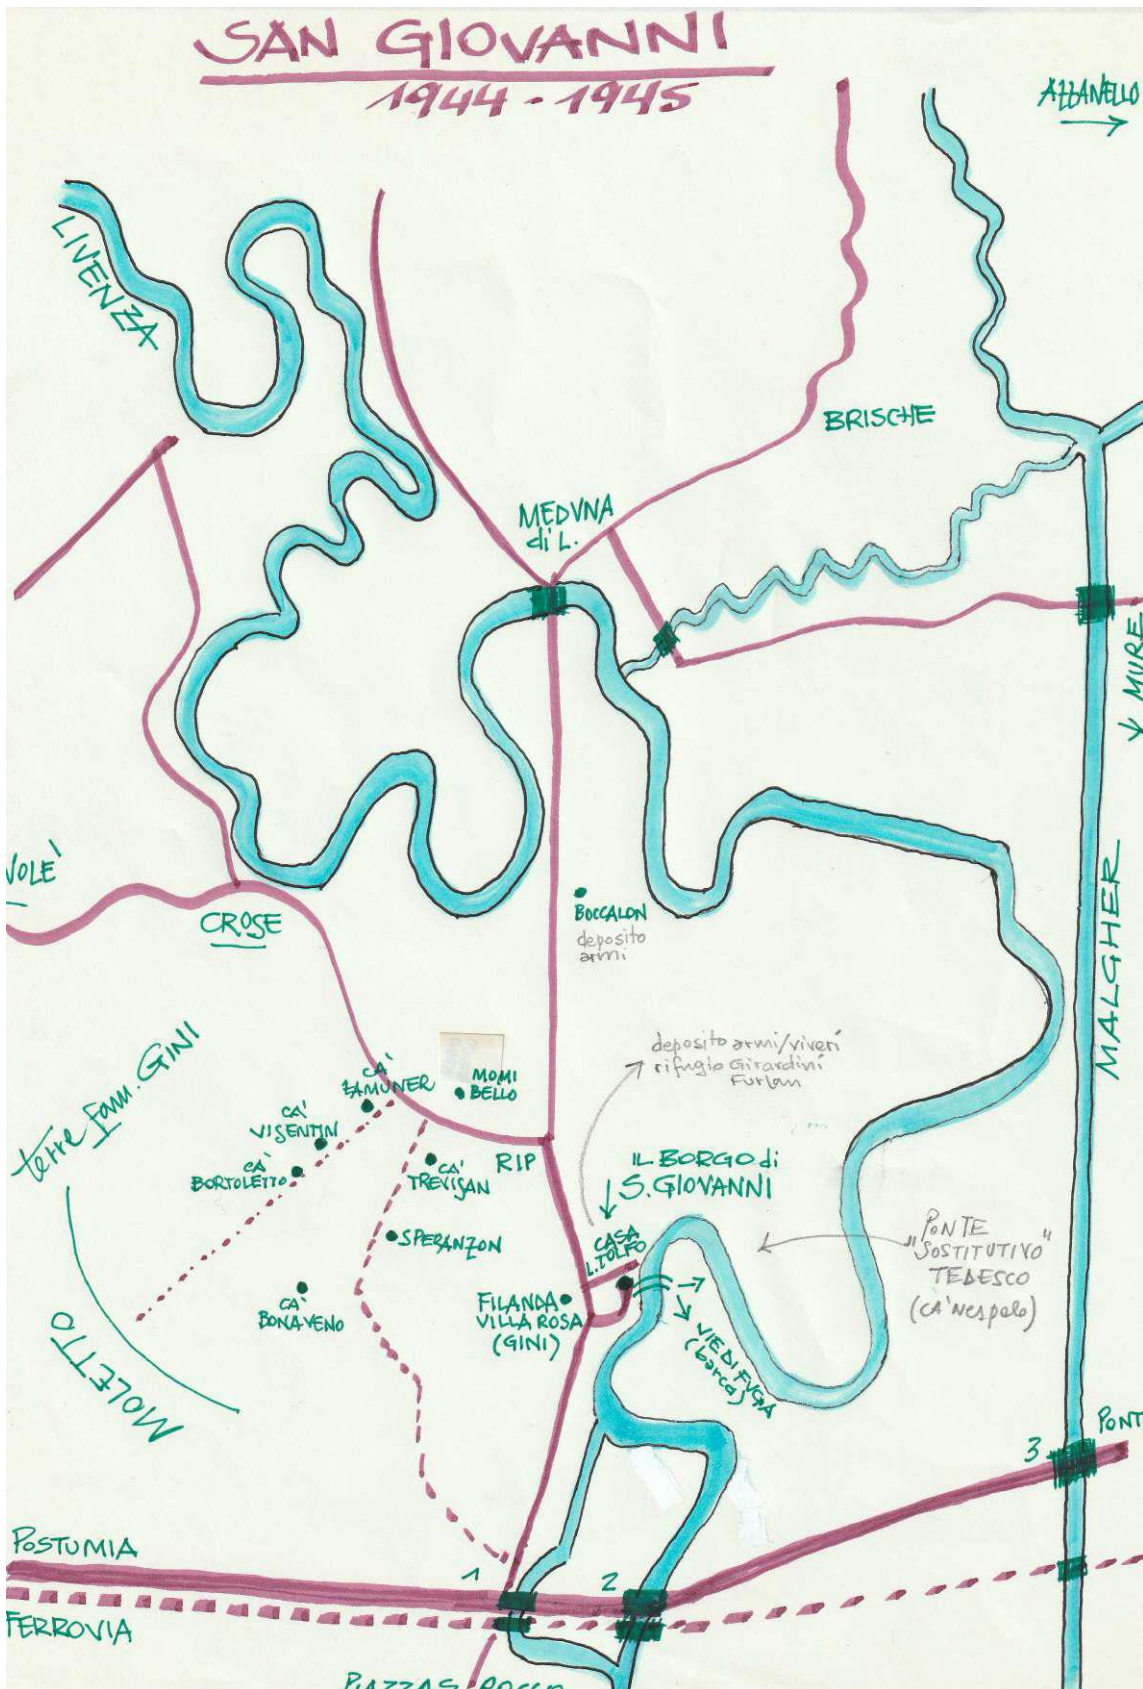 SAN GIOVANNI
1944 - 1945
AZZANELLO
LIVENZA
BRISCHE
MEDUNA
di L.
MURE
VOLE'
CROSE
BOCCALON
deposito
armi
MALGHER
deposito armi/viveri
rifugio Girardini
Furlan
terre Fam. GINI
CA'
ZAMUNER
MOMI
BELLO
CA'
VISENTIN
CA'
BORTOLETTO
CA'
TREVISAN
RIP
IL BORGO di
S. GIOVANNI
SPERANZON
CASA
L. TOLFO
PONTE
"SOSTITUTIVO"
TEDESCO
(CA' Nespolo)
CA'
BONAVENO
FILANDA
VILLA ROSA
(GINI)
VIE DI FUGA
(barca)
MOLETTO
3
PONT
POSTUMIA
1
2
FERROVIA